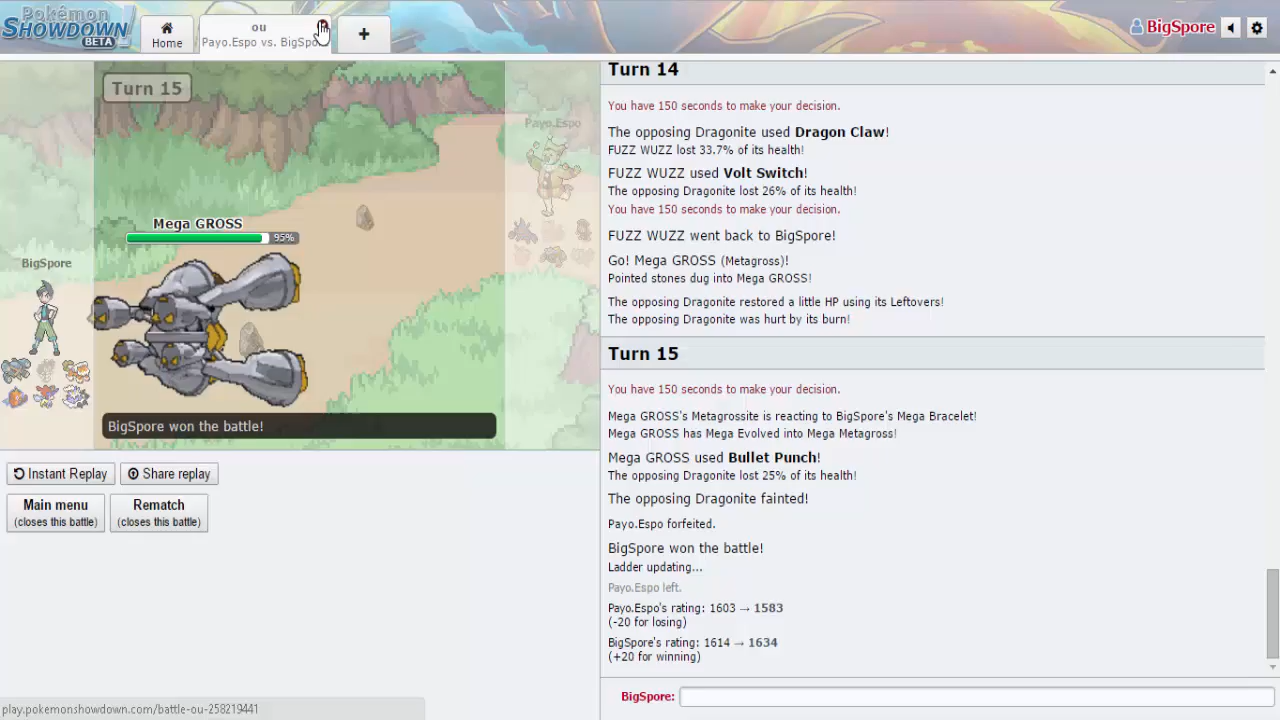 Pokémon
SHOWDOWN
BETA
Home
ou
Payo.Espo vs. BigSpo
+
BigSpore
Turn 15
Payo.Espo
Mega GROSS
95%
BigSpore
BigSpore won the battle!
Instant Replay
Share replay
Main menu
(closes this battle)
Rematch
(closes this battle)
play.pokemonshowdown.com/battle-ou-258219441
Turn 14
You have 150 seconds to make your decision.
The opposing Dragonite used Dragon Claw!
FUZZ WUZZ lost 33.7% of its health!
FUZZ WUZZ used Volt Switch!
The opposing Dragonite lost 26% of its health!
You have 150 seconds to make your decision.
FUZZ WUZZ went back to BigSpore!
Go! Mega GROSS (Metagross)!
Pointed stones dug into Mega GROSS!
The opposing Dragonite restored a little HP using its Leftovers!
The opposing Dragonite was hurt by its burn!
Turn 15
You have 150 seconds to make your decision.
Mega GROSS's Metagrossite is reacting to BigSpore's Mega Bracelet!
Mega GROSS has Mega Evolved into Mega Metagross!
Mega GROSS used Bullet Punch!
The opposing Dragonite lost 25% of its health!
The opposing Dragonite fainted!
Payo.Espo forfeited.
BigSpore won the battle!
Ladder updating...
Payo.Espo left.
Payo.Espo's rating: 1603 → 1583
(-20 for losing)
BigSpore's rating: 1614 → 1634
(+20 for winning)
BigSpore: